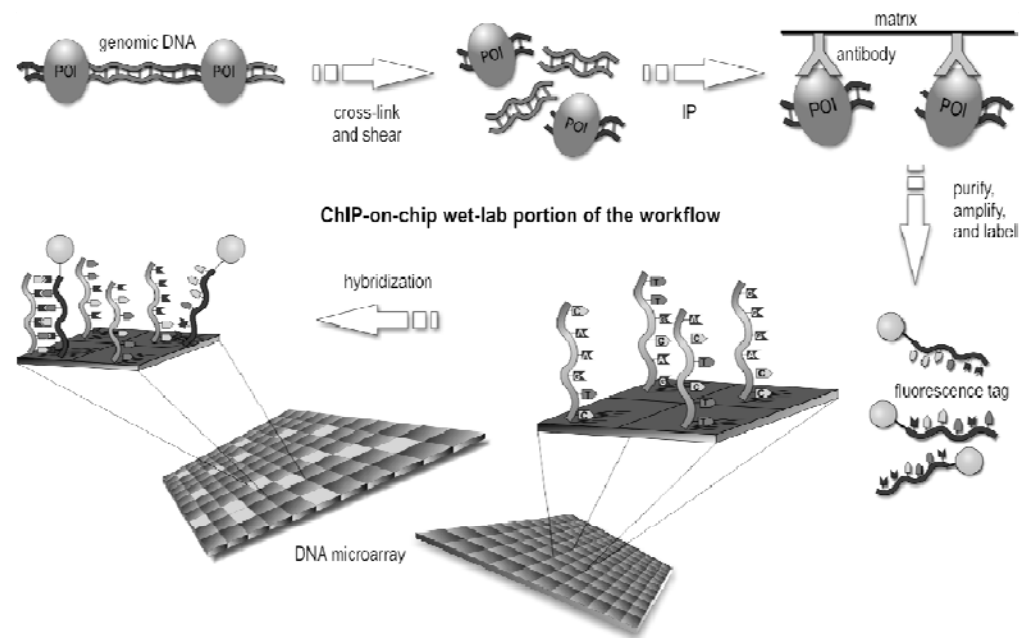 genomic DNA
POI
POI
cross-link
and shear
POI
POI
IP
matrix
antibody
POI
POI
purify,
amplify,
and label
ChIP-on-chip wet-lab portion of the workflow
hybridization
fluorescence tag
DNA microarray